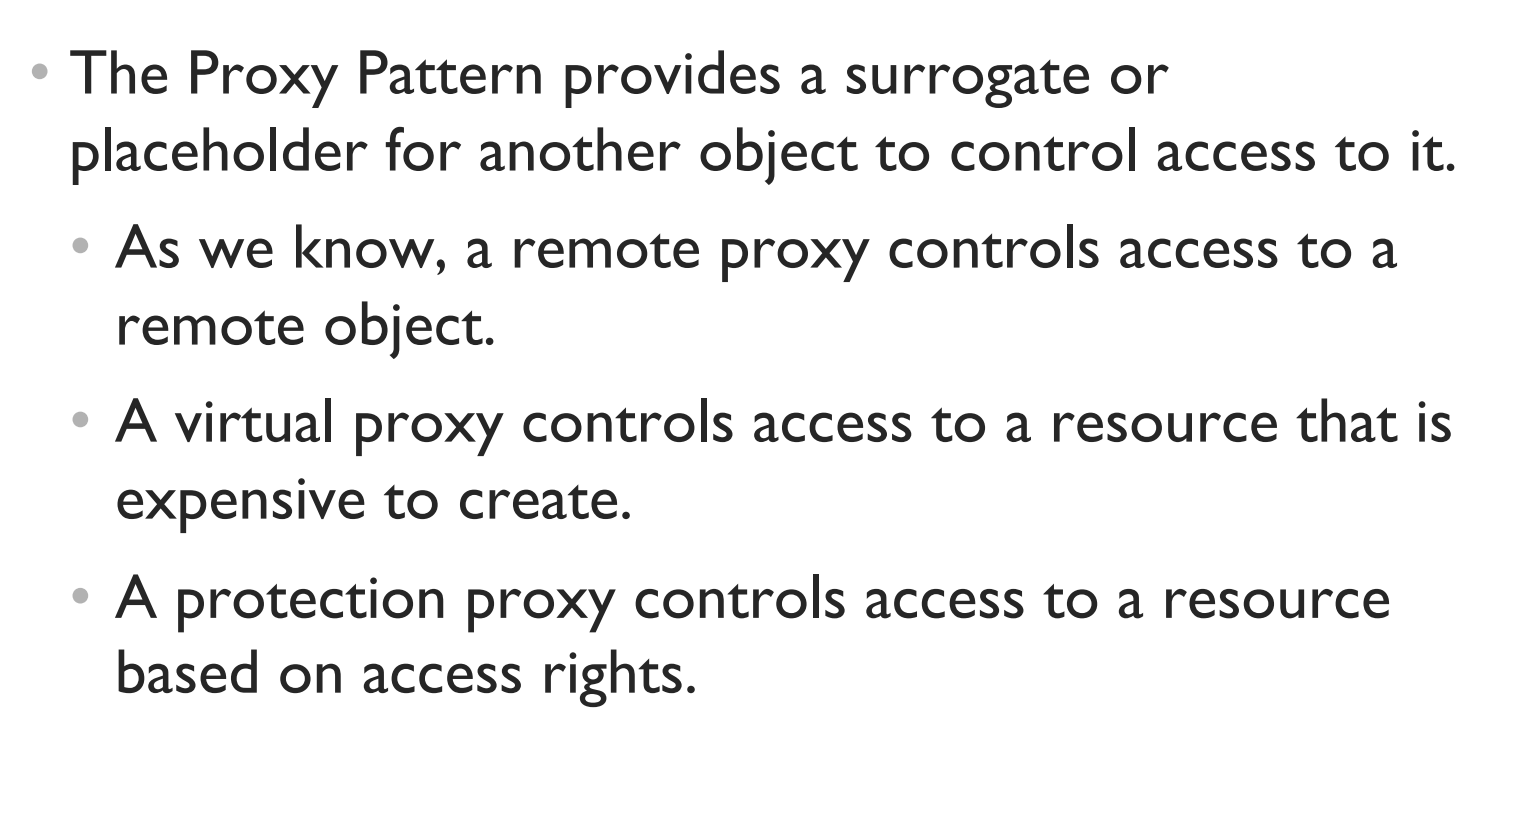 • The Proxy Pattern provides a surrogate or
placeholder for another object to control access to it.
• As we know, a remote proxy controls access to a
remote object.
• A virtual proxy controls access to a resource that is
expensive to create.
• A protection proxy controls access to a resource
based on access rights.